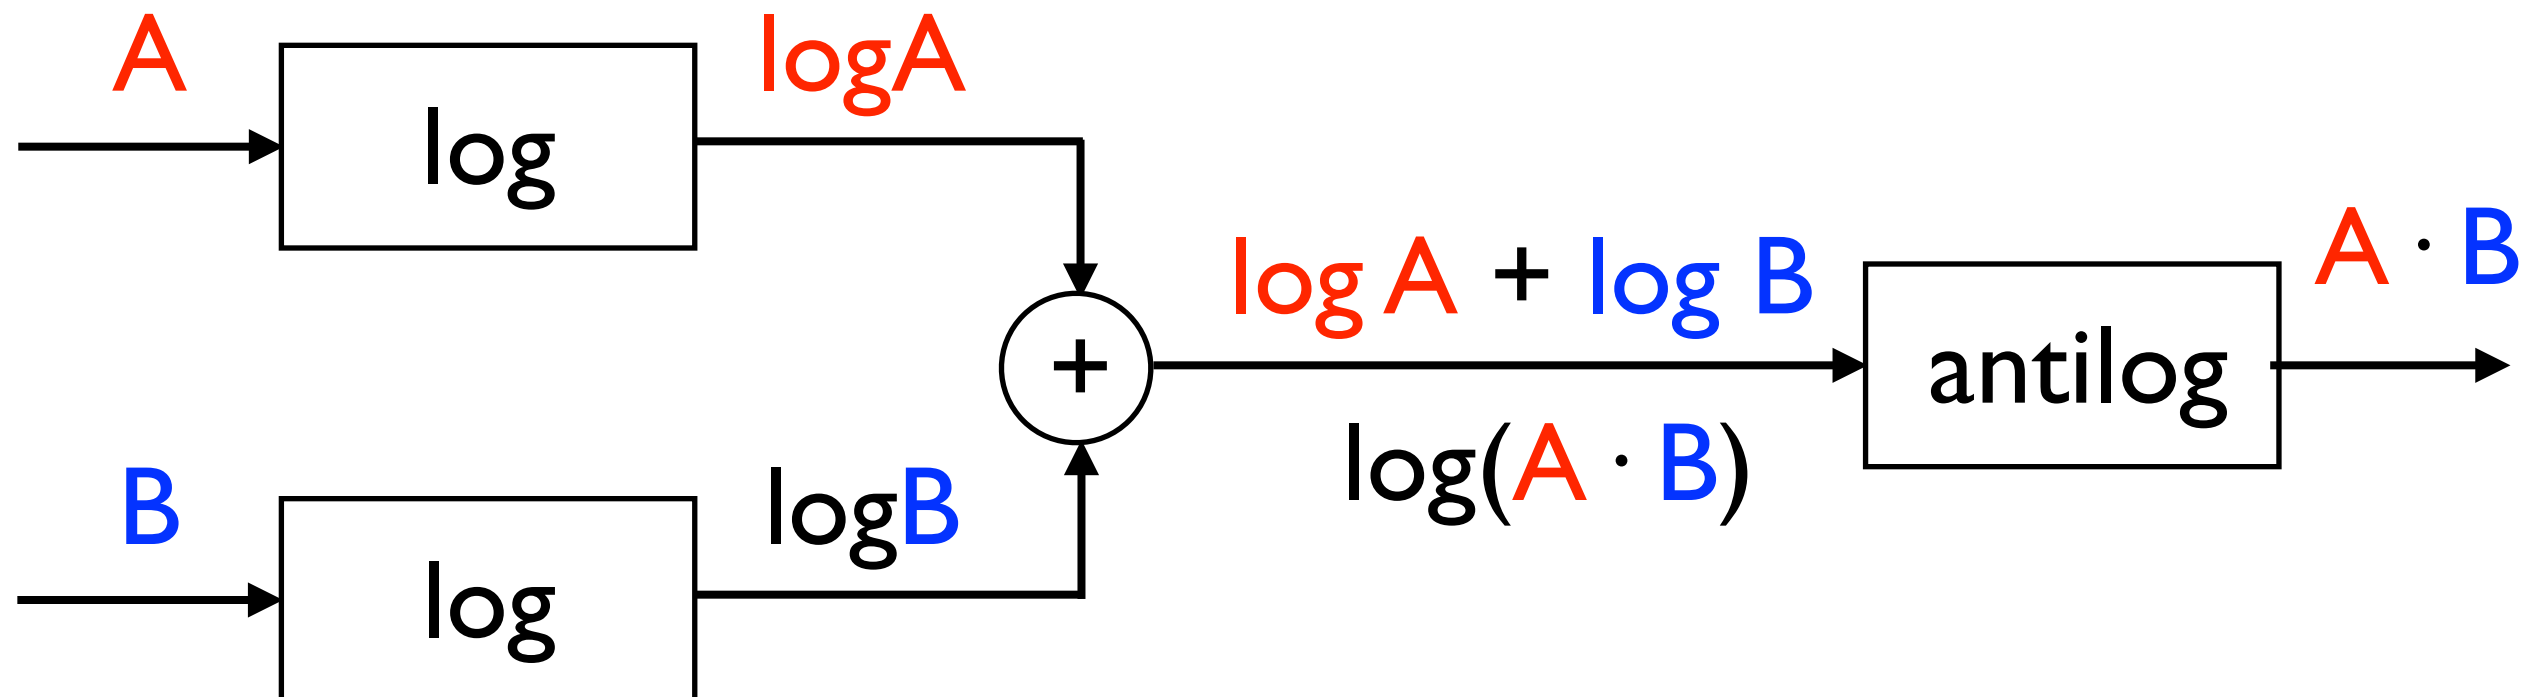 A
log
logA
B
log
logB
+
log A + log B
log(A · B)
antilog
A · B